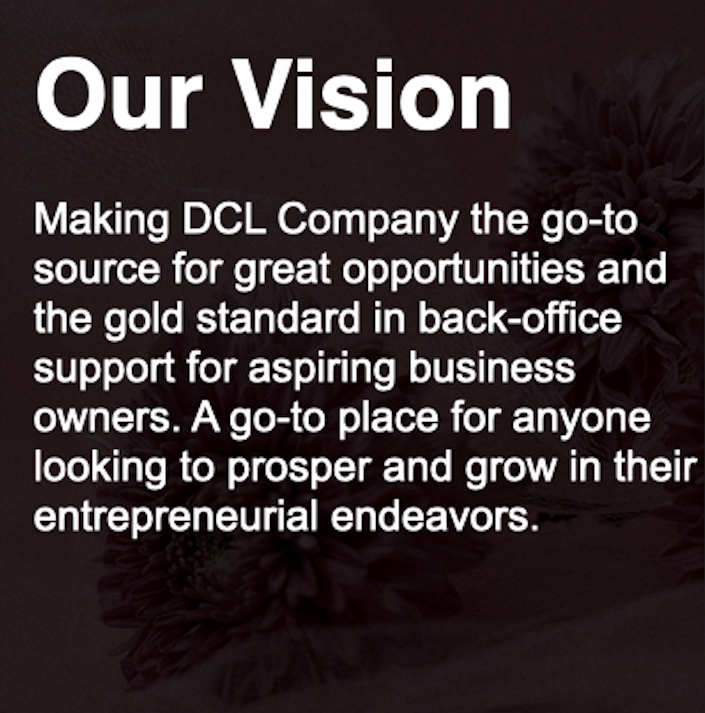 Our Vision
Making DCL Company the go-to
source for great opportunities and
the gold standard in back-office
support for aspiring business
owners. A go-to place for anyone
looking to prosper and grow in their
entrepreneurial endeavors.